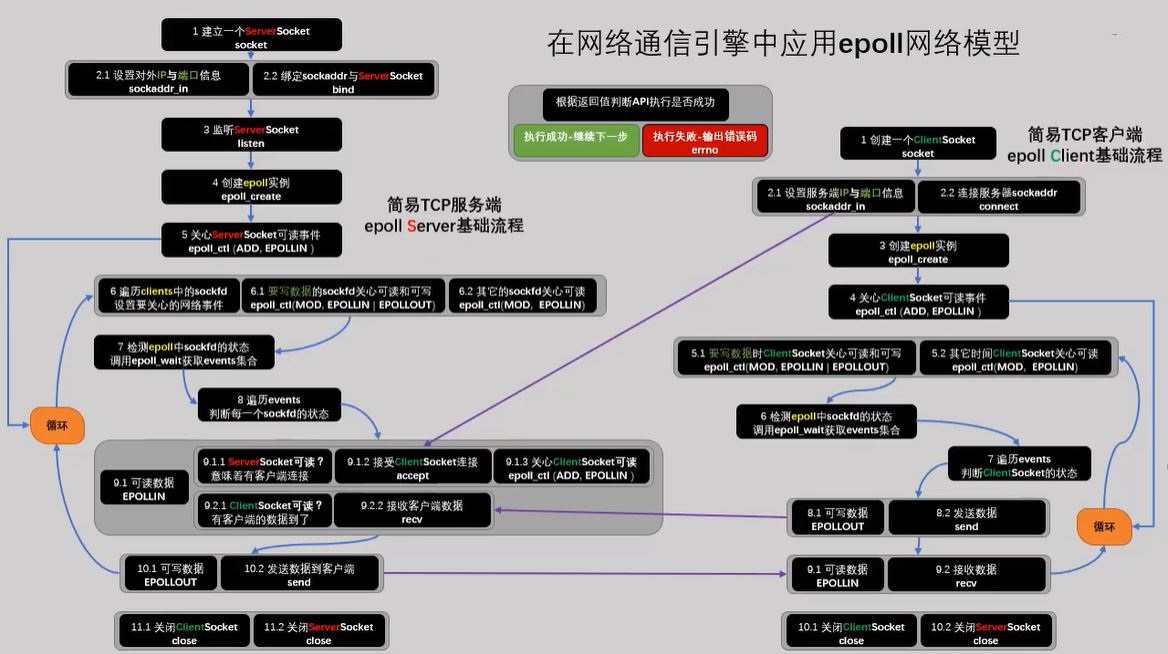 在网络通信引擎中应用epoll网络模型
1 建立一个ServerSocket
socket
2.1 设置对外IP与端口信息
sockaddr_in
2.2 绑定sockaddr与ServerSocket
bind
3 监听ServerSocket
listen
4 创建epoll实例
epoll_create
5 关心ServerSocket可读事件
epoll_ctl (ADD, EPOLLIN )
简易TCP服务端
epoll Server基础流程
6 遍历clients中的sockfd
设置要关心的网络事件
6.1 要写数据的sockfd关心可读和可写
epoll_ctl(MOD, EPOLLIN | EPOLLOUT)
6.2 其它的sockfd关心可读
epoll_ctl(MOD, EPOLLIN)
7 检测epoll中sockfd的状态
调用epoll_wait获取events集合
8 遍历events
判断每一个sockfd的状态
循环
9.1 可读数据
EPOLLIN
9.1.1 ServerSocket可读？
意味若有客户端连接
9.1.2 接受ClientSocket连接
accept
9.1.3 关心ClientSocket可读
epoll_ctl (ADD, EPOLLIN )
9.2.1 ClientSocket可读？
有客户端的数据到了
9.2.2 接收客户端数据
recv
10.1 可写数据
EPOLLOUT
10.2 发送数据到客户端
send
11.1 关闭ClientSocket
close
11.2 关闭ServerSocket
close
根据返回值判断API执行是否成功
执行成功-继续下一步
执行失败-输出错误码
errno
简易TCP客户端
epoll Client基础流程
1 创建一个ClientSocket
socket
2.1 设置服务端IP与端口信息
sockaddr_in
2.2 连接服务器sockaddr
connect
3 创建epoll实例
epoll_create
4 关心ClientSocket可读事件
epoll_ctl (ADD, EPOLLIN )
5.1 要写数据时ClientSocket关心可读和可写
epoll_ctl(MOD, EPOLLIN | EPOLLOUT)
5.2 其它时间ClientSocket关心可读
epoll_ctl(MOD, EPOLLIN)
6 检测epoll中sockfd的状态
调用epoll_wait获取events集合
7 遍历events
判断ClientSocket的状态
8.1 可写数据
EPOLLOUT
8.2 发送数据
send
循环
9.1 可读数据
EPOLLIN
9.2 接收数据
recv
10.1 关闭ClientSocket
close
10.2 关闭ServerSocket
close